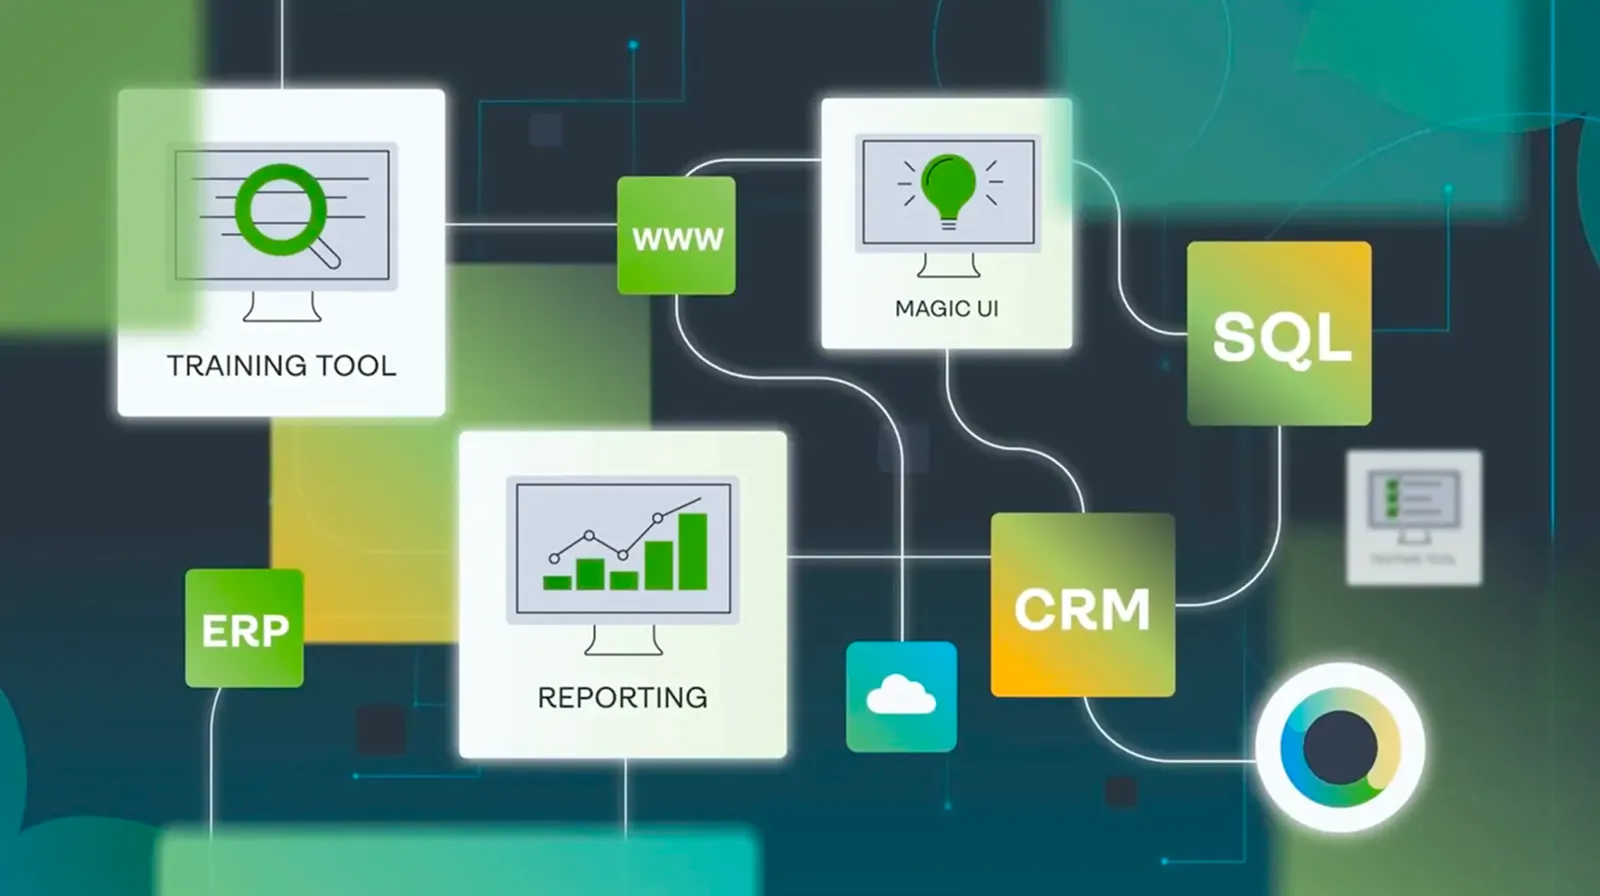 TRAINING TOOL
WWW
MAGIC UI
SQL
REPORTING
ERP
CRM